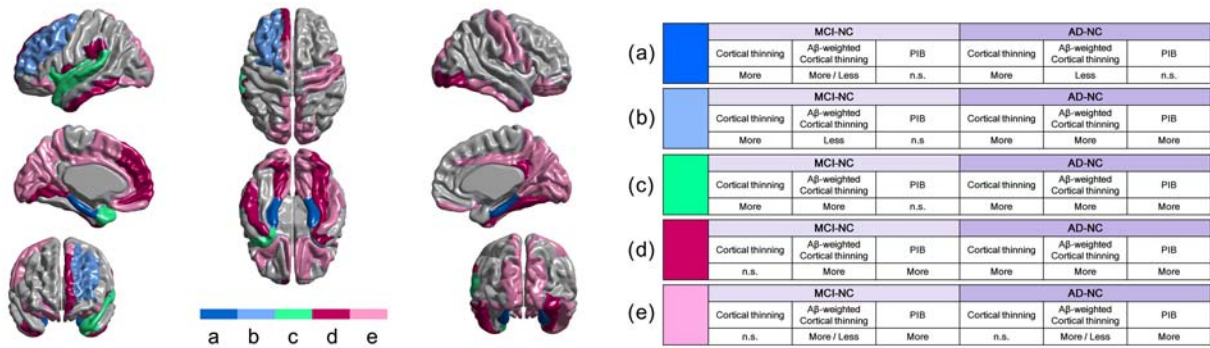 a b c d e
(a)
MCI-NC AD-NC
Cortical thinning Aβ-weighted Cortical thinning PIB Cortical thinning Aβ-weighted Cortical thinning PIB
More More / Less n.s. More Less n.s.
(b)
MCI-NC AD-NC
Cortical thinning Aβ-weighted Cortical thinning PIB Cortical thinning Aβ-weighted Cortical thinning PIB
More Less n.s More More More
(c)
MCI-NC AD-NC
Cortical thinning Aβ-weighted Cortical thinning PIB Cortical thinning Aβ-weighted Cortical thinning PIB
More More n.s. More More More
(d)
MCI-NC AD-NC
Cortical thinning Aβ-weighted Cortical thinning PIB Cortical thinning Aβ-weighted Cortical thinning PIB
n.s. More More More More More
(e)
MCI-NC AD-NC
Cortical thinning Aβ-weighted Cortical thinning PIB Cortical thinning Aβ-weighted Cortical thinning PIB
n.s. More / Less More n.s. More / Less More